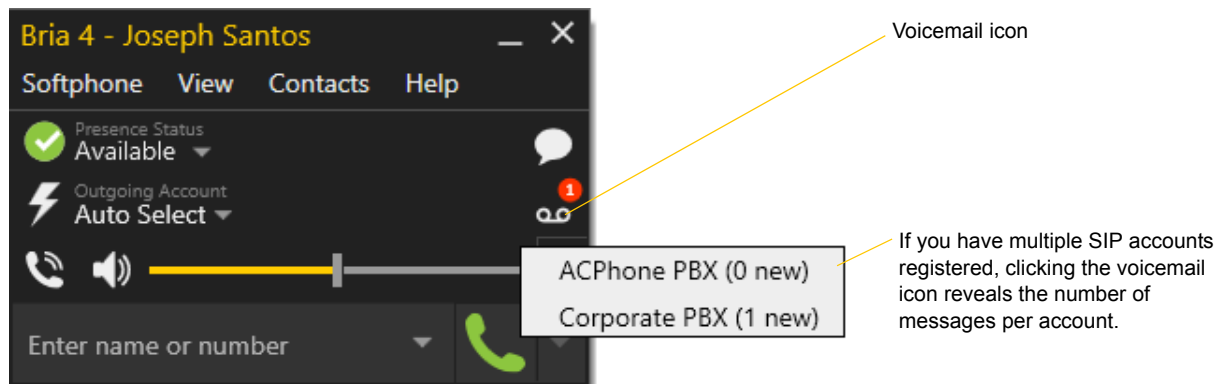 Bria 4 - Joseph Santos
Voicemail icon
Softphone View Contacts Help
Presence Status
Available
Outgoing Account
Auto Select
1
ACPhone PBX (0 new)
Corporate PBX (1 new)
If you have multiple SIP accounts
registered, clicking the voicemail
icon reveals the number of
messages per account.
Enter name or number